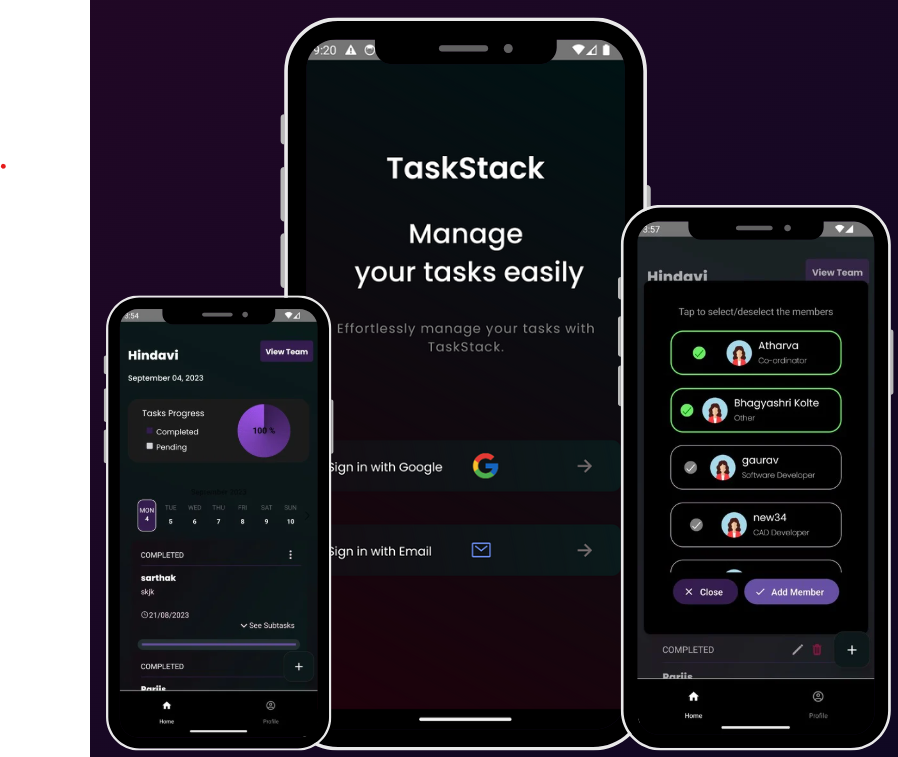 9:20
TaskStack
Manage
your tasks easily
Effortlessly manage your tasks with
TaskStack.
Sign in with Google
Sign in with Email
3:54
Hindavi
View Team
September 04, 2023
Tasks Progress
Completed
Pending
100 %
September 2023
MON TUE WED THU FRI SAT SUN
4 5 6 7 8 9 10
COMPLETED
sarthak
skjk
21/08/2023
See Subtasks
COMPLETED
+
Home
Profile
3:57
Hindavi
View Team
Tap to select/deselect the members
Atharva
Co-ordinator
Bhagyashri Kolte
Other
gaurav
Software Developer
new34
CAD Developer
Close
Add Member
COMPLETED
+
Home
Profile